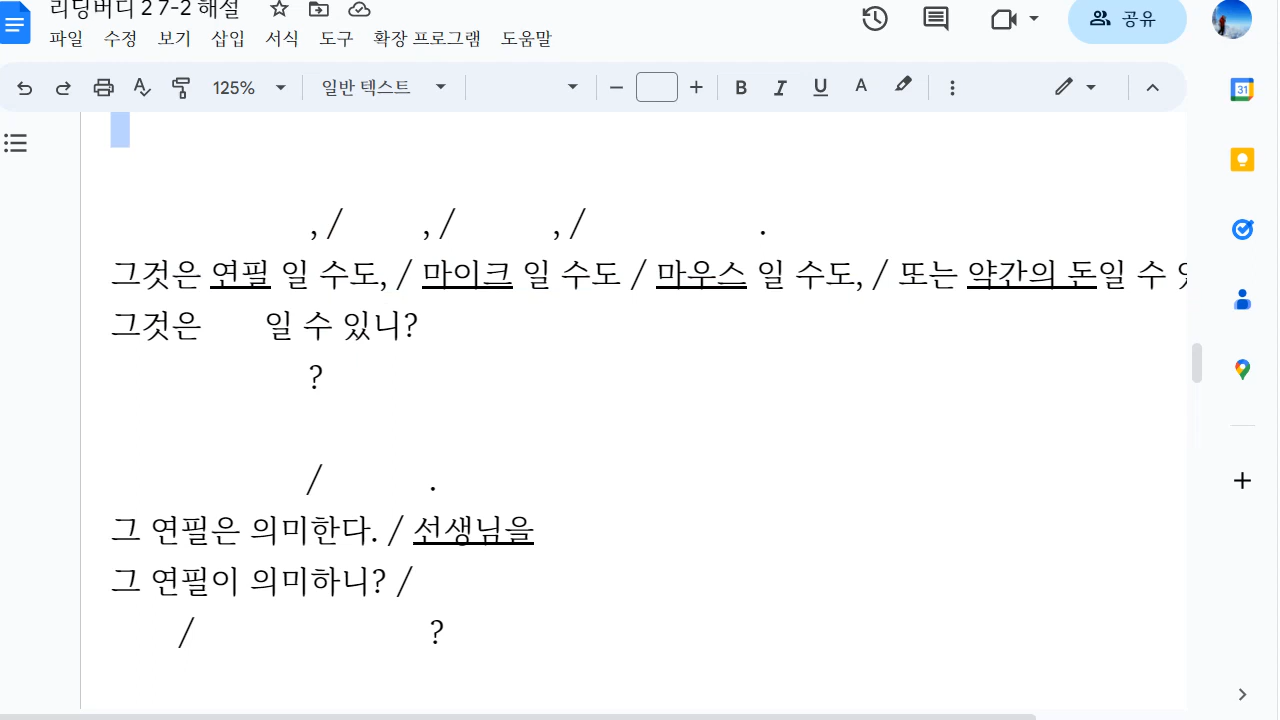 리딩버디 2 7-2 해설
파일 수정 보기 삽입 서식 도구 확장 프로그램 도움말
공유
125% 일반 텍스트 B I U A
31
, / , / , / .
그것은 연필 일 수도, / 마이크 일 수도 / 마우스 일 수도, / 또는 약간의 돈일 수
그것은 일 수 있니?
?
/ .
그 연필은 의미한다. / 선생님을
그 연필이 의미하니? /
/ ?